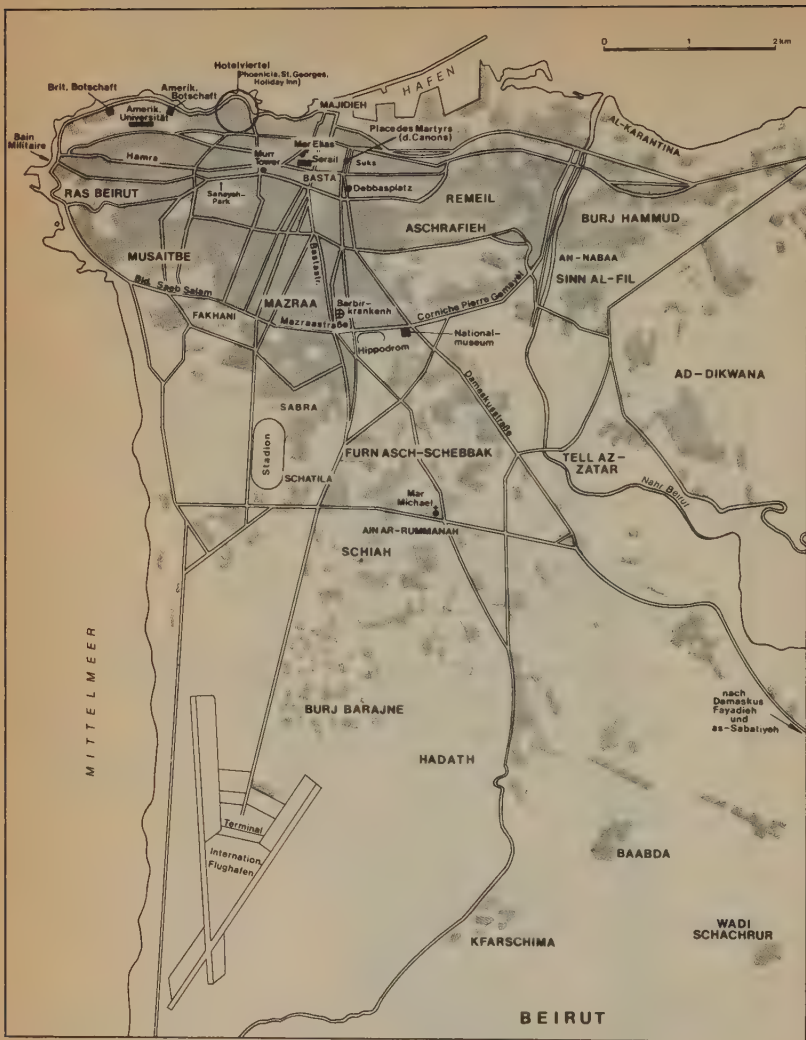 0 1 2 km
Hotelviertel
(Phoenicia, St. Georges,
Holiday Inn)
HAFEN
Brit. Botschaft
Amerik.
Botschaft
Amerik.
Universität
MAJIDIEH
Place des Martyrs
(d. Canons)
AL-KARANTINA
Bain
Militaire
Hamra
Murr
Tower
Mar Elias
Serail
Suks
BASTA
Debbasplatz
RAS BEIRUT
Sanayeh-
Park
REMEIL
BURJ HAMMUD
ASCHRAFIEH
MUSAITBE
Bastastr.
AN-NABAA
SINN AL-FIL
Bld. Saeb Salam
MAZRAA
Barbir-
krankenh
Corniche Pierre Gemayel
FAKHANI
Mazraastraße
National-
museum
Hippodrom
AD-DIKWANA
Damaskusstraße
SABRA
Stadion
FURN ASCH-SCHEBBAK
TELL AZ-
ZATAR
SCHATILA
Nahr Beirut
Mar
Michael
AIN AR-RUMMANAH
SCHIAH
MITTELMEER
BURJ BARAJNE
nach
Damaskus
Fayadieh
und
as-Sabatiyeh
HADATH
Terminal
Internation.
Flughafen
BAABDA
KFARSCHIMA
WADI
SCHACHRUR
BEIRUT